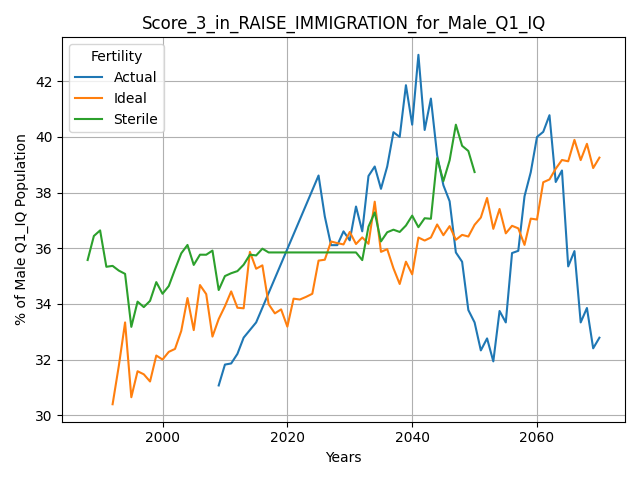 Score_3_in_RAISE_IMMIGRATION_for_Male_Q1_IQ
Fertility
Actual
Ideal
Sterile
% of Male Q1_IQ Population
42
40
38
36
34
32
30
2000
2020
2040
2060
Years